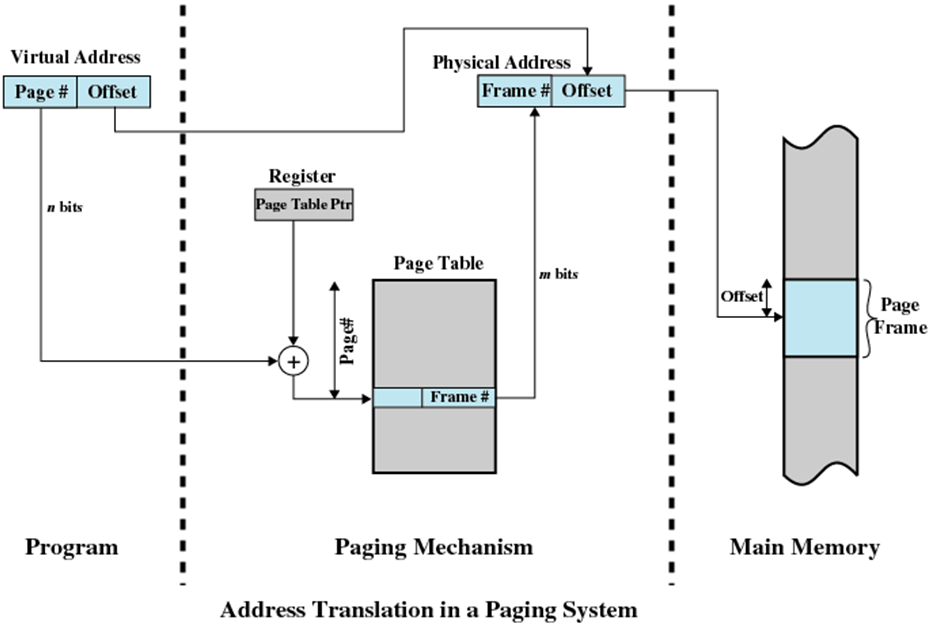 Virtual Address
Page # Offset
n bits
Register
Page Table Ptr
+
Page Table
Page#
Frame #
m bits
Physical Address
Frame # Offset
Offset
Page
Frame
Program
Paging Mechanism
Main Memory
Address Translation in a Paging System